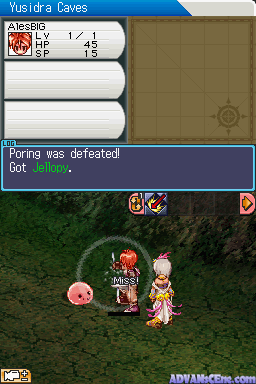 Yusidra Caves
AlesBIG
Lv 1/ 1
HP 45
SP 15
LOG
Poring was defeated!
Got Jellopy.
Miss!
ADVANsCEne.com